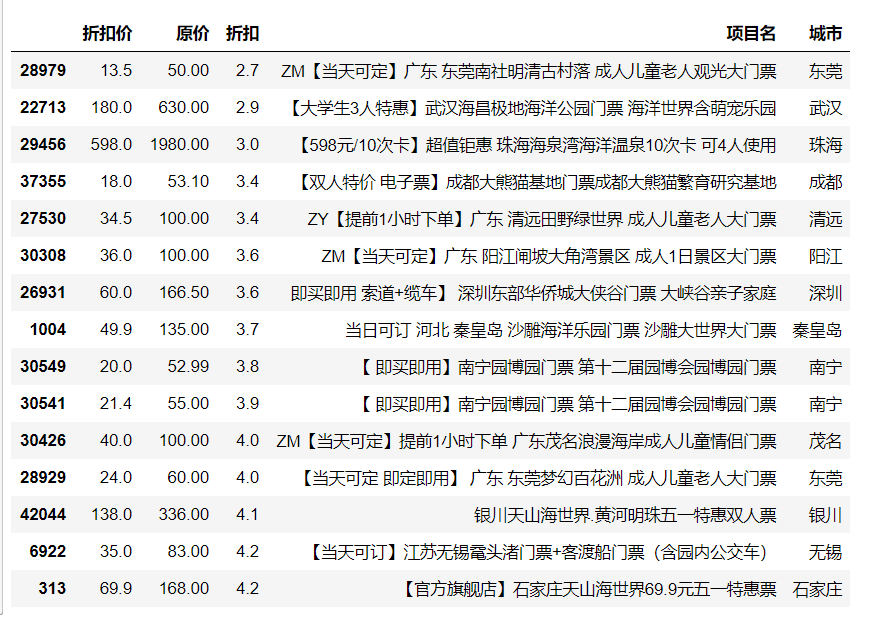 折扣价 原价 折扣 项目名 城市
28979 13.5 50.00 2.7 ZM【当天可定】广东 东莞南社明清古村落 成人儿童老人观光大门票 东莞
22713 180.0 630.00 2.9 【大学生3人特惠】武汉海昌极地海洋公园门票 海洋世界含萌宠乐园 武汉
29456 598.0 1980.00 3.0 【598元/10次卡】超值钜惠 珠海海泉湾海洋温泉10次卡 可4人使用 珠海
37355 18.0 53.10 3.4 【双人特价 电子票】成都大熊猫基地门票成都大熊猫繁育研究基地 成都
27530 34.5 100.00 3.4 ZY【提前1小时下单】广东 清远田野绿世界 成人儿童老人大门票 清远
30308 36.0 100.00 3.6 ZM【当天可定】广东 阳江闸坡大角湾景区 成人1日景区大门票 阳江
26931 60.0 166.50 3.6 即买即用 索道+缆车】 深圳东部华侨城大侠谷门票 大峡谷亲子家庭 深圳
1004 49.9 135.00 3.7 当日可订 河北 秦皇岛 沙雕海洋乐园门票 沙雕大世界大门票 秦皇岛
30549 20.0 52.99 3.8 【 即买即用】南宁园博园门票 第十二届园博会园博园门票 南宁
30541 21.4 55.00 3.9 【 即买即用】南宁园博园门票 第十二届园博会园博园门票 南宁
30426 40.0 100.00 4.0 ZM【当天可定】提前1小时下单 广东茂名浪漫海岸成人儿童情侣门票 茂名
28929 24.0 60.00 4.0 【当天可定 即定即用】 广东 东莞梦幻百花洲 成人儿童老人大门票 东莞
42044 138.0 336.00 4.1 银川天山海世界.黄河明珠五一特惠双人票 银川
6922 35.0 83.00 4.2 【当天可订】江苏无锡鼋头渚门票+客渡船门票（含园内公交车） 无锡
313 69.9 168.00 4.2 【官方旗舰店】石家庄天山海世界69.9元五一特惠票 石家庄